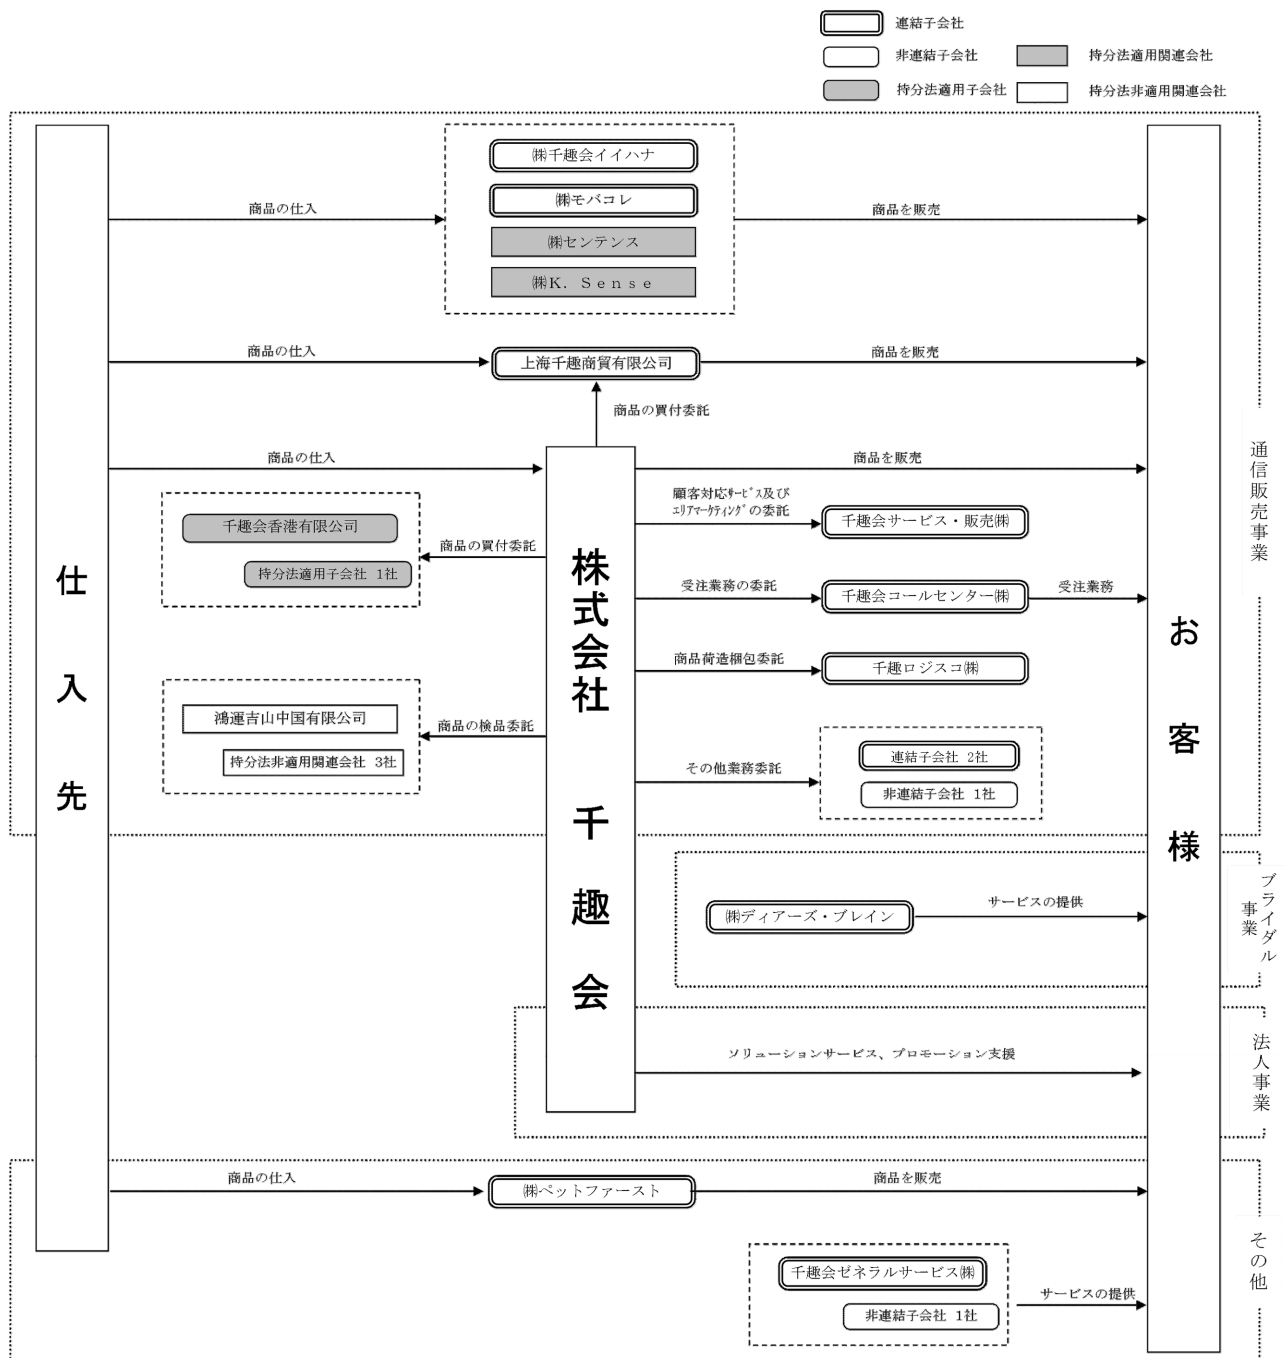 連結子会社
非連結子会社
持分法適用関連会社
持分法適用子会社
持分法非適用関連会社
㈱千趣会イイハナ
㈱モバコレ
㈱センテンス
㈱K．Ｓｅｎｓｅ
商品の仕入
商品を販売
商品の仕入
上海千趣商貿有限公司
商品を販売
商品の買付委託
商品の仕入
商品を販売
顧客対応ｻｰﾋﾞｽ及び
ｴﾘｱﾏｰｹﾃｨﾝｸﾞの委託
千趣会サービス・販売㈱
千趣会香港有限公司
持分法適用子会社 1社
商品の買付委託
受注業務の委託
千趣会コールセンター㈱
受注業務
商品荷造梱包委託
千趣ロジスコ㈱
鴻運吉山中国有限公司
持分法非適用関連会社 3社
商品の検品委託
その他業務委託
連結子会社 2社
非連結子会社 1社
仕入先
株式会社 千趣会
お客様
通信販売事業
㈱ディアーズ・ブレイン
サービスの提供
ブライダル
事業
ソリューションサービス、プロモーション支援
法人事業
商品の仕入
㈱ペットファースト
商品を販売
千趣会ゼネラルサービス㈱
非連結子会社 1社
サービスの提供
その他